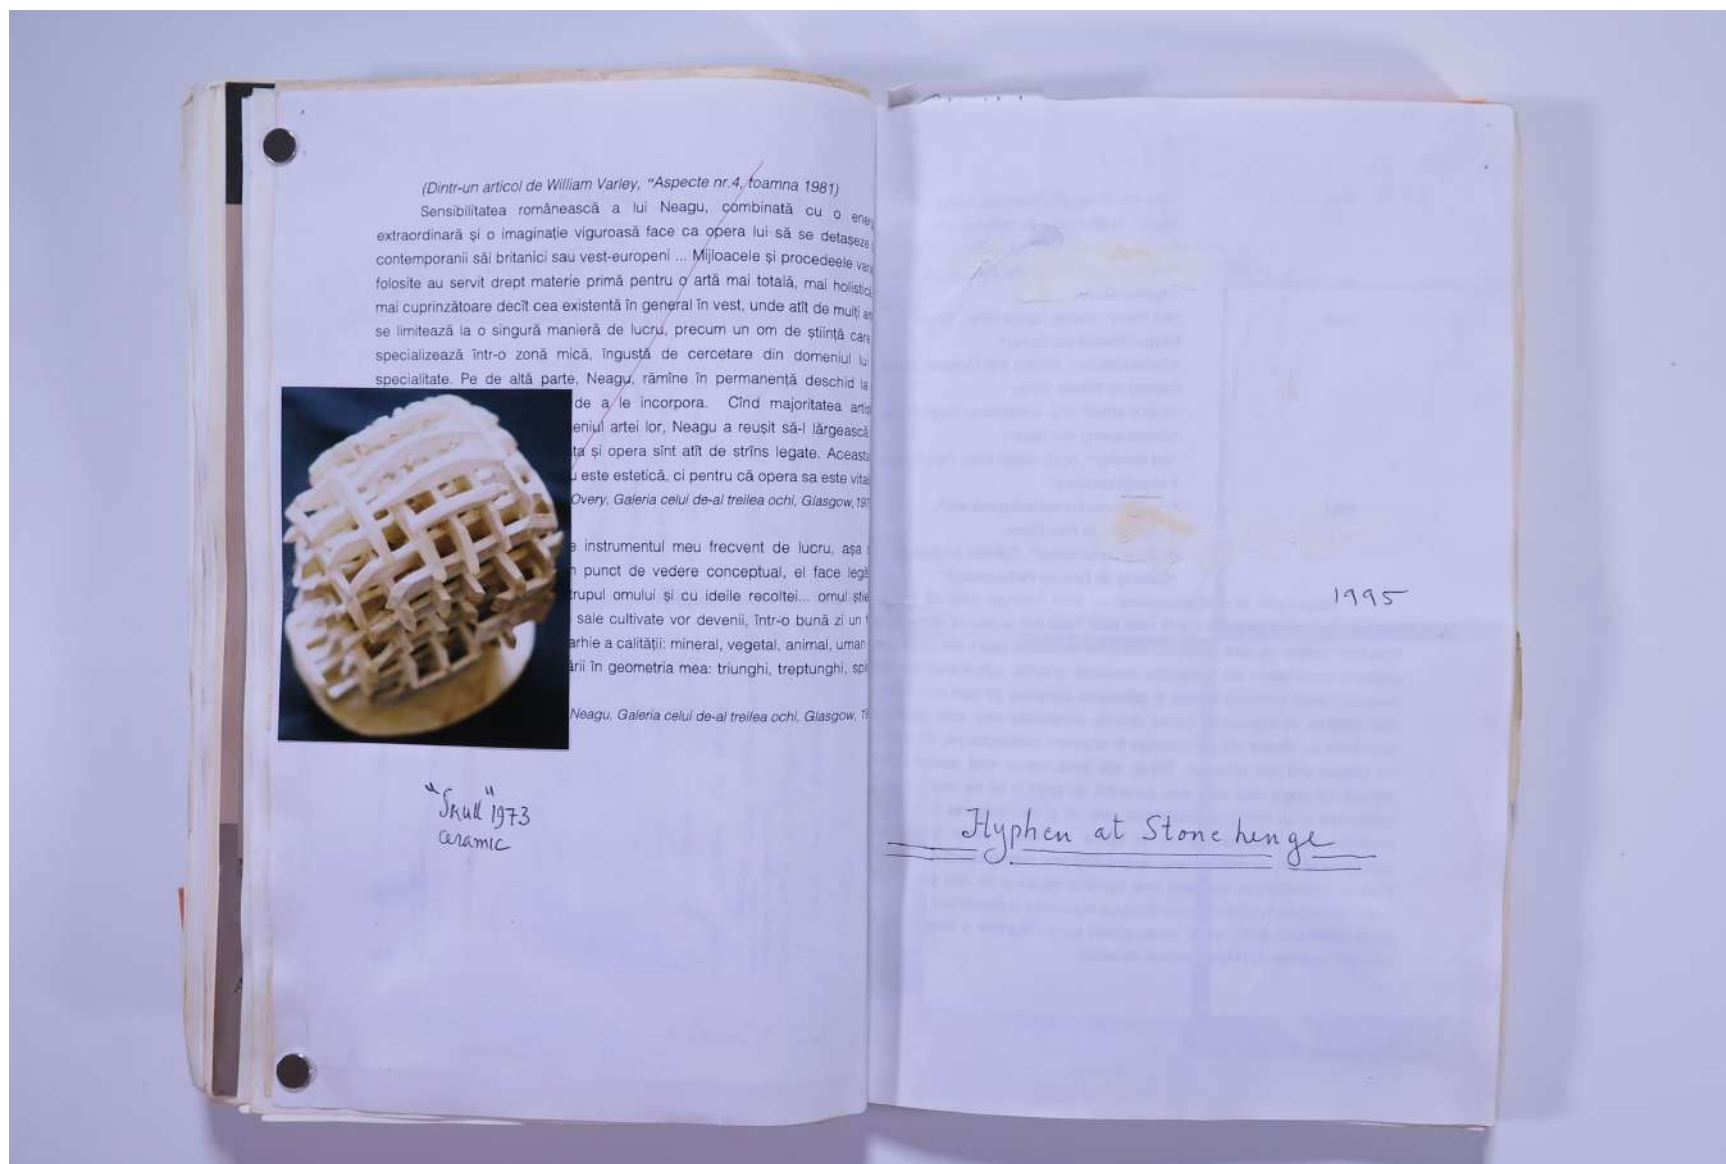 (Dintr-un articol de William Varley, "Aspecte nr.4, toamna 1981)
Sensibilitatea românească a lui Neagu, combinată cu o
extraordinară și o imaginație viguroasă face ca opera lui să se detașeze
contemporanii săi britanici sau vest-europeni ... Mijloacele și procedeele
folosite au servit drept materie primă pentru o artă mai totală, mai holistică
mai cuprinzătoare decît cea existentă în general în vest, unde atît de mulți
se limitează la o singură manieră de lucru, precum un om de știință care
specializează într-o zonă mică, îngustă de cercetare din domeniul lui
specialitate. Pe de altă parte, Neagu, rămîne în permanență deschid la
de a le incorpora. Cînd majoritatea
artei lor, Neagu a reușit să-l lărgească
și opera sînt atît de strîns legate. Aceasta
este estetică, ci pentru că opera sa este
Overy, Galeria celui de-al treilea ochi, Glasgow,
instrumentul meu frecvent de lucru, așa
punct de vedere conceptual, el face
trupul omului și cu ideile recoltei... omul știe
sale cultivate vor devenii, într-o bună zi un
a calității: mineral, vegetal, animal, uman
în geometria mea: triunghi, treptunghi,
Neagu, Galeria celui de-al treilea ochi, Glasgow,
"Skull" 1973
ceramic
1995
Hyphen at Stonehenge